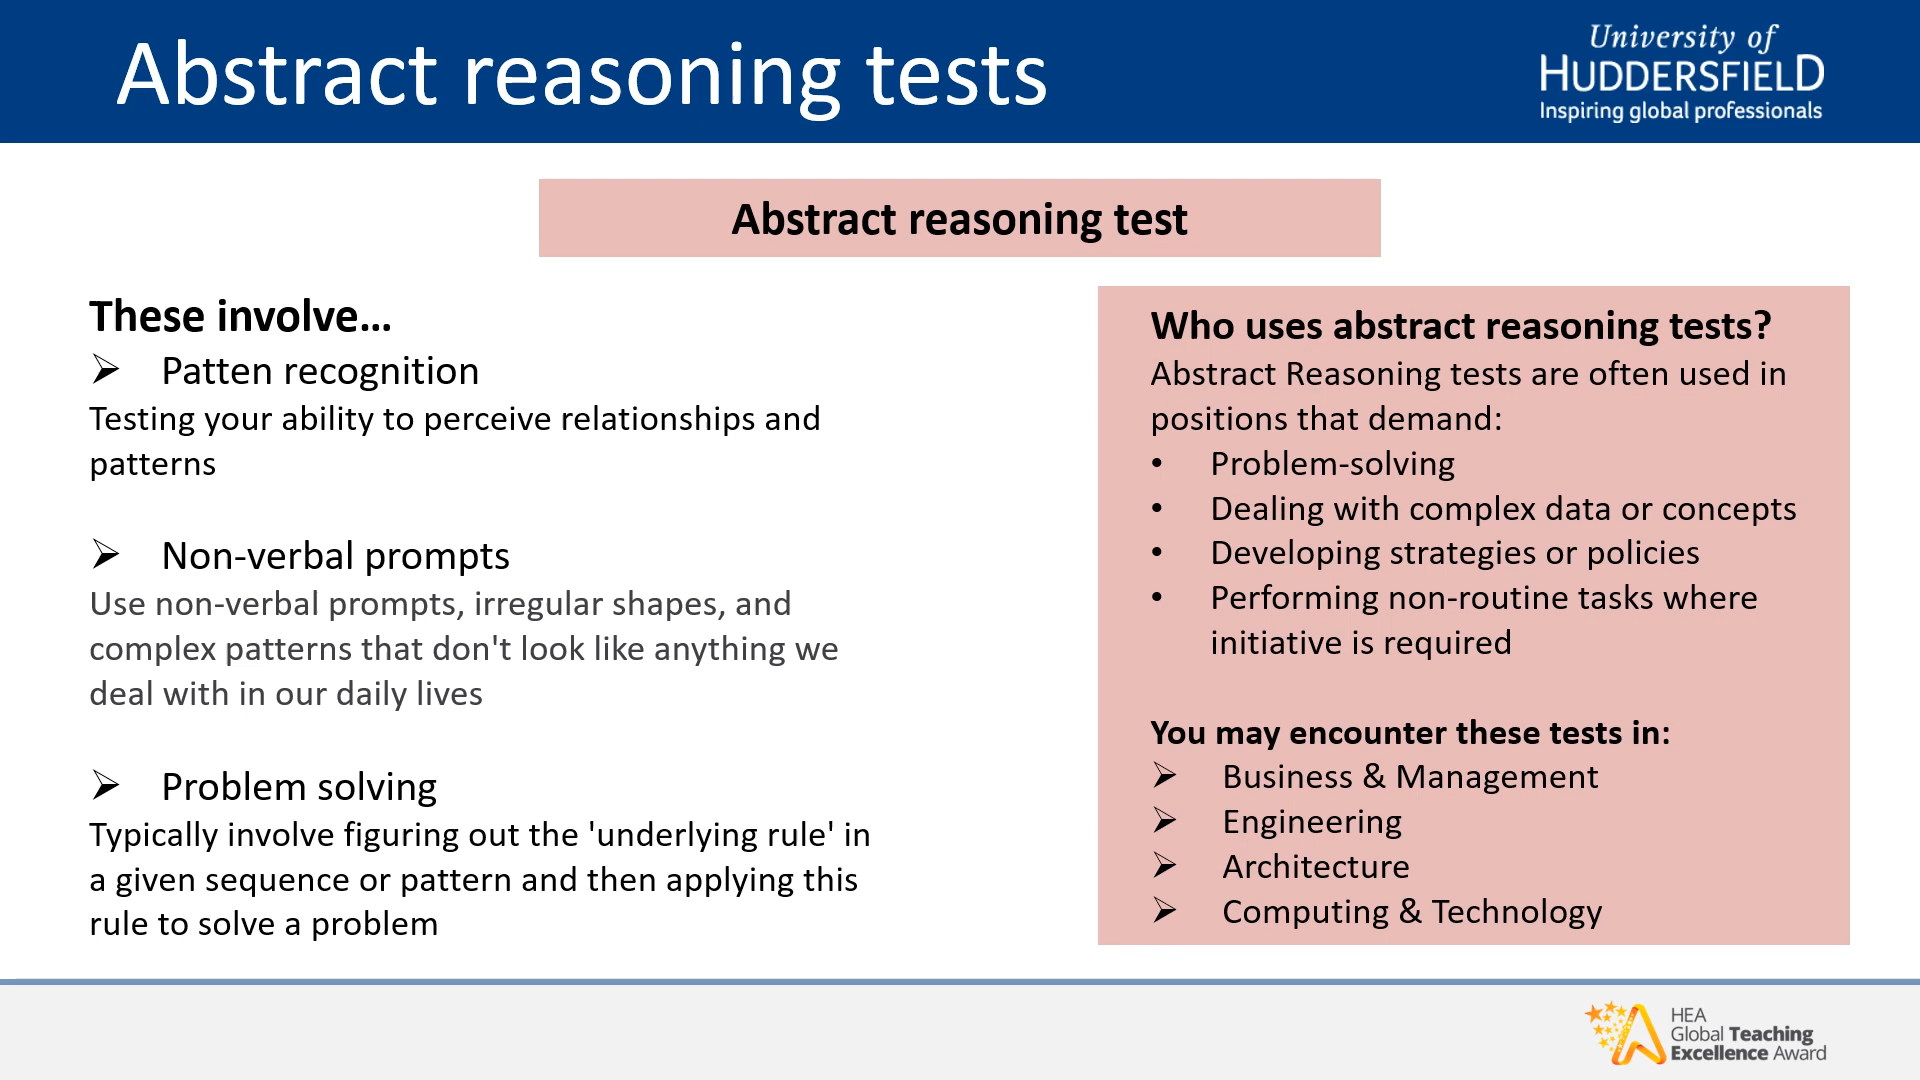 Abstract reasoning tests
University of
HUDDERSFIELD
Inspiring global professionals
Abstract reasoning test
These involve...
➢ Patten recognition
Testing your ability to perceive relationships and
patterns
➢ Non-verbal prompts
Use non-verbal prompts, irregular shapes, and
complex patterns that don't look like anything we
deal with in our daily lives
➢ Problem solving
Typically involve figuring out the 'underlying rule' in
a given sequence or pattern and then applying this
rule to solve a problem
Who uses abstract reasoning tests?
Abstract Reasoning tests are often used in
positions that demand:
• Problem-solving
• Dealing with complex data or concepts
• Developing strategies or policies
• Performing non-routine tasks where
initiative is required
You may encounter these tests in:
➢ Business & Management
➢ Engineering
➢ Architecture
➢ Computing & Technology
HEA
Global Teaching
Excellence Award